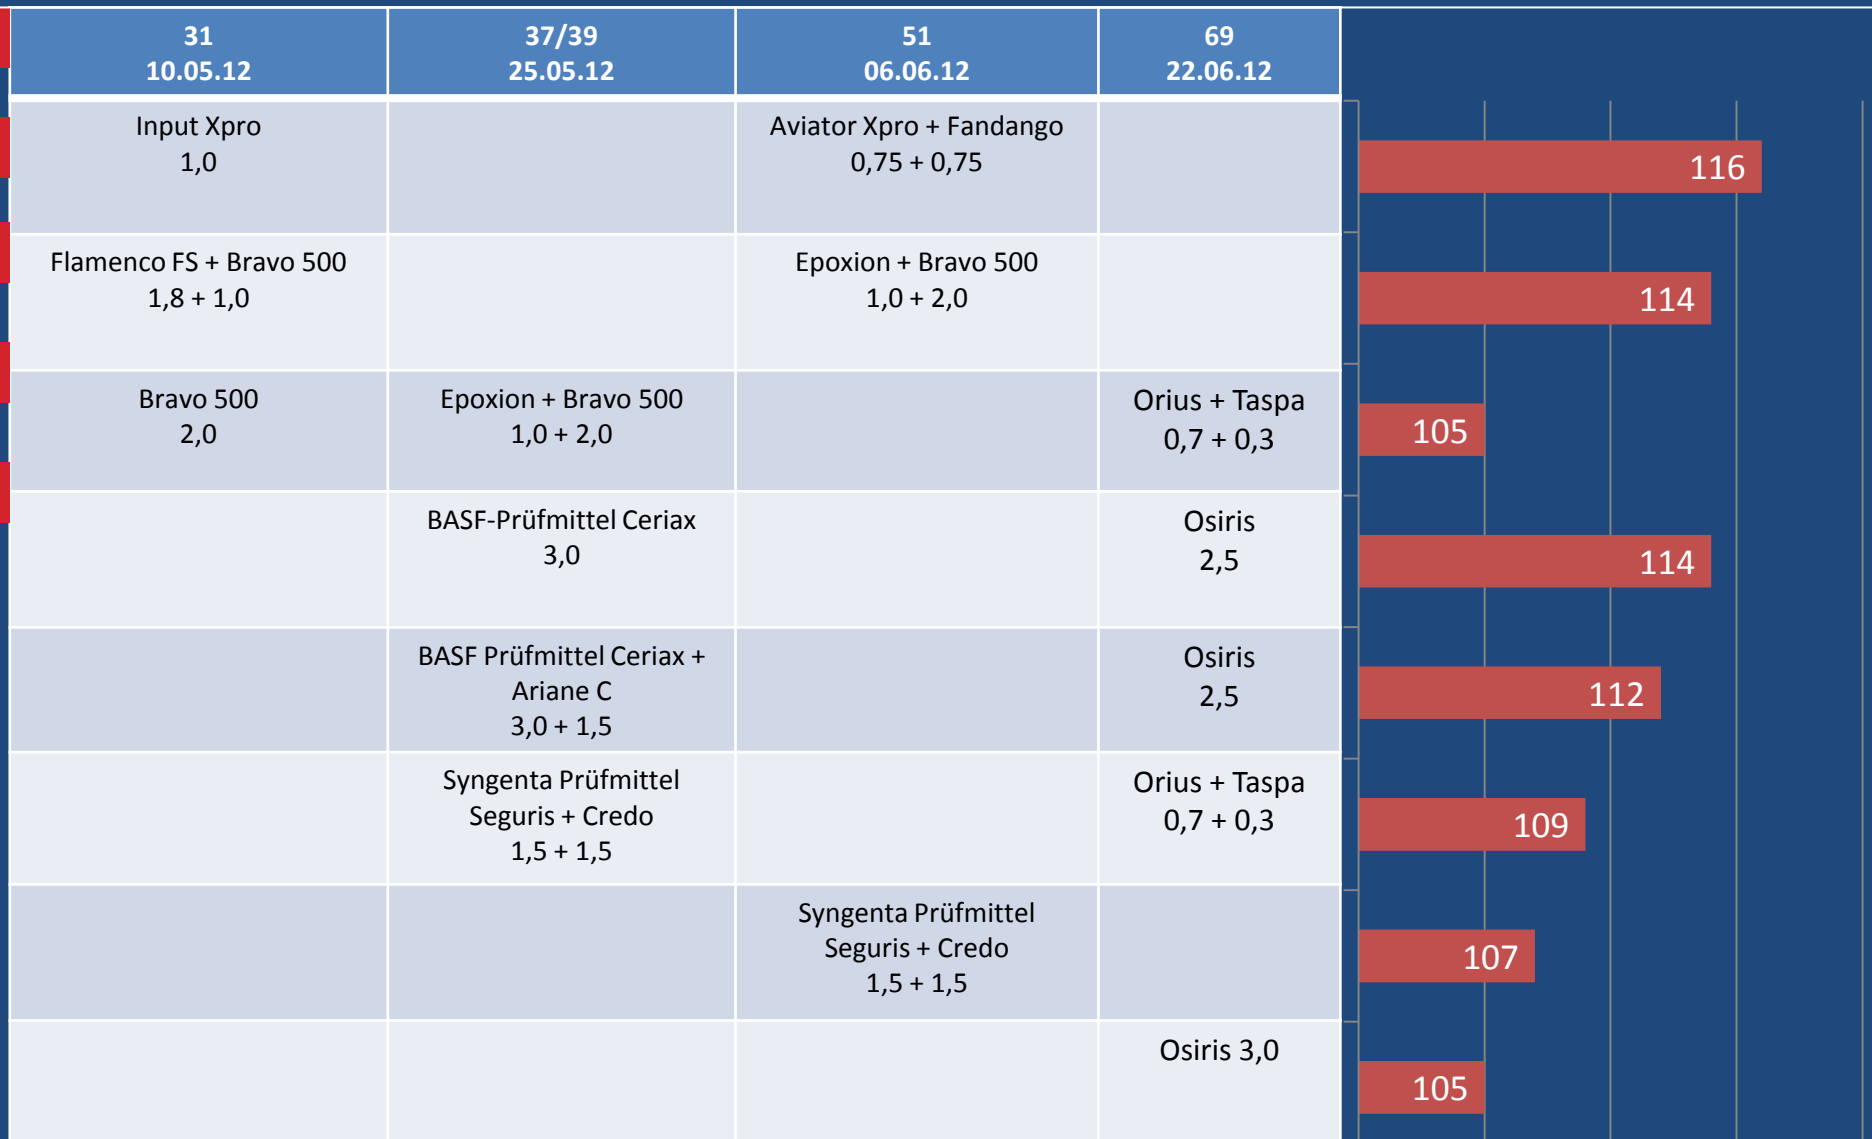 31
10.05.12
37/39
25.05.12
51
06.06.12
69
22.06.12
Input Xpro
1,0
Aviator Xpro + Fandango
0,75 + 0,75
116
Flamenco FS + Bravo 500
1,8 + 1,0
Epoxion + Bravo 500
1,0 + 2,0
114
Bravo 500
2,0
Epoxion + Bravo 500
1,0 + 2,0
Orius + Taspa
0,7 + 0,3
105
BASF-Prüfmittel Ceriax
3,0
Osiris
2,5
114
BASF Prüfmittel Ceriax +
Ariane C
3,0 + 1,5
Osiris
2,5
112
Syngenta Prüfmittel
Seguris + Credo
1,5 + 1,5
Orius + Taspa
0,7 + 0,3
109
Syngenta Prüfmittel
Seguris + Credo
1,5 + 1,5
107
Osiris 3,0
105